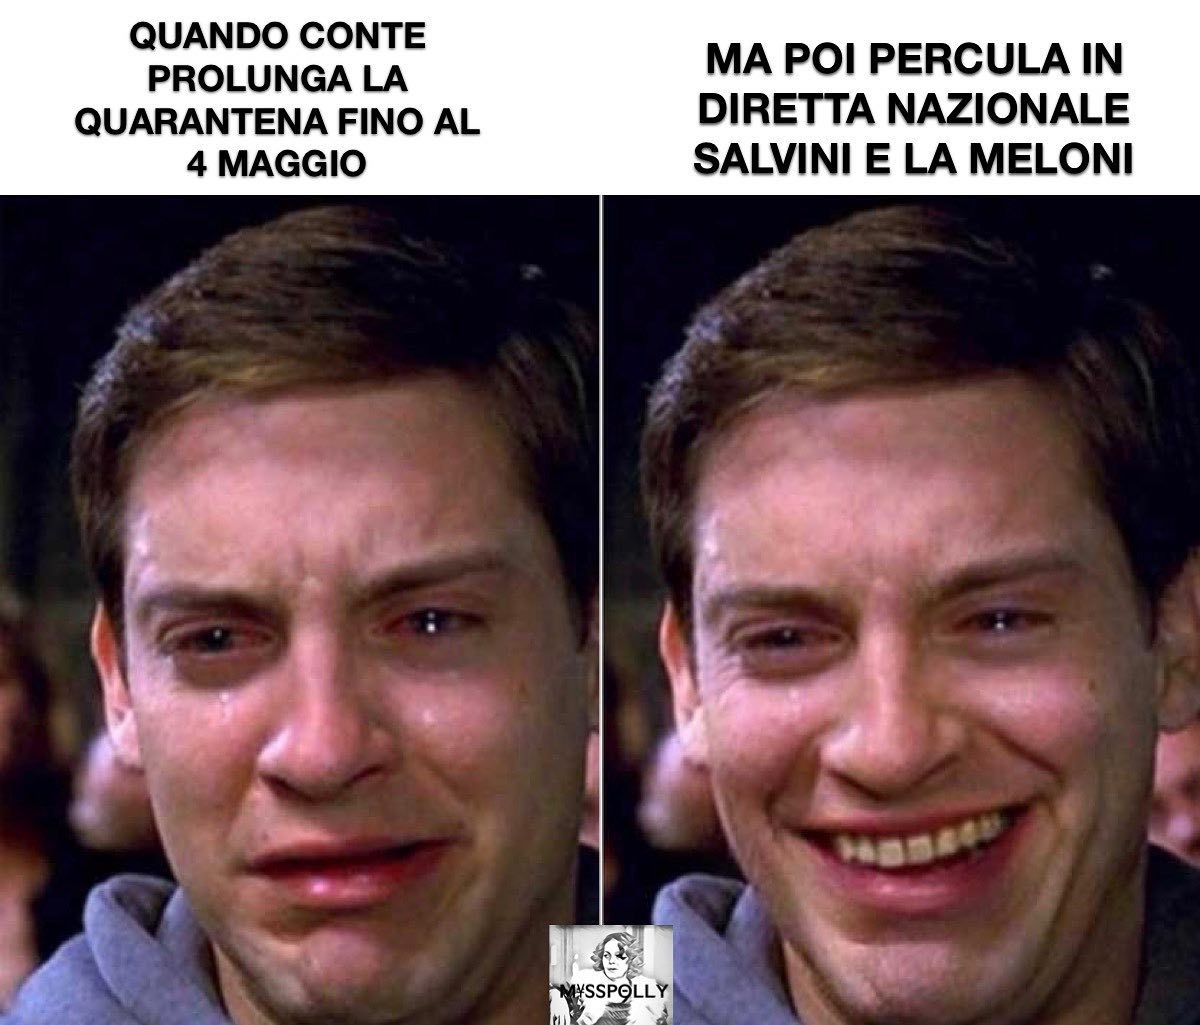 QUANDO CONTE
PROLUNGA LA
QUARANTENA FINO AL
4 MAGGIO
MA POI PERCULA IN
DIRETTA NAZIONALE
SALVINI E LA MELONI
MISSPOLLY